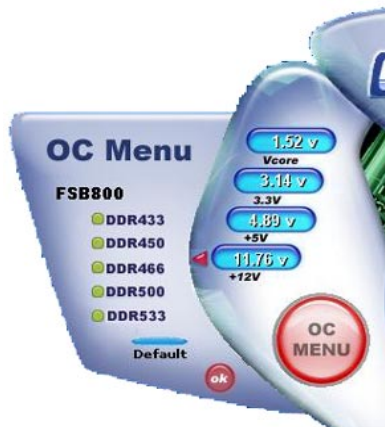 OC Menu
FSB800
DDR433
DDR450
DDR466
DDR500
DDR533
Default
ok
1.52 v
Vcore
3.14 v
3.3V
4.89 v
+5V
11.76 v
+12V
OC
MENU